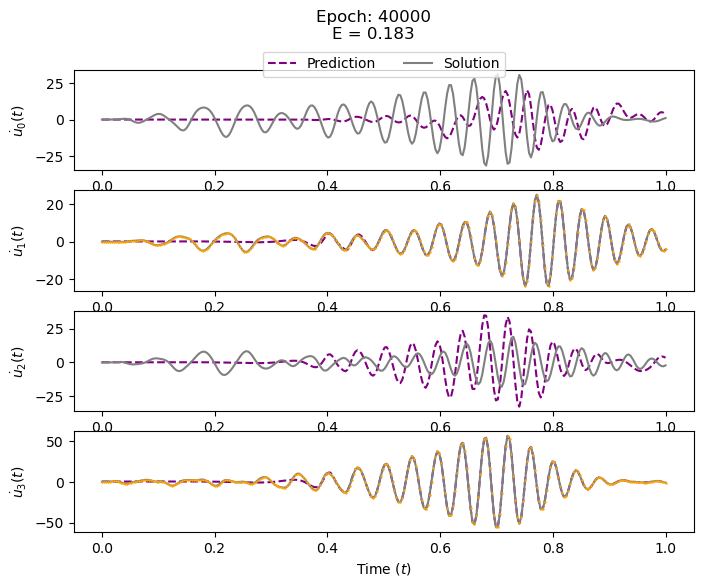 Epoch: 40000
E = 0.183
Prediction Solution
25
0
−25
u̇₀(t)
0.0 0.2 0.4 0.6 0.8 1.0
20
0
−20
u̇₁(t)
0.0 0.2 0.4 0.6 0.8 1.0
25
0
−25
u̇₂(t)
0.0 0.2 0.4 0.6 0.8 1.0
50
0
−50
u̇₃(t)
0.0 0.2 0.4 0.6 0.8 1.0
Time (t)